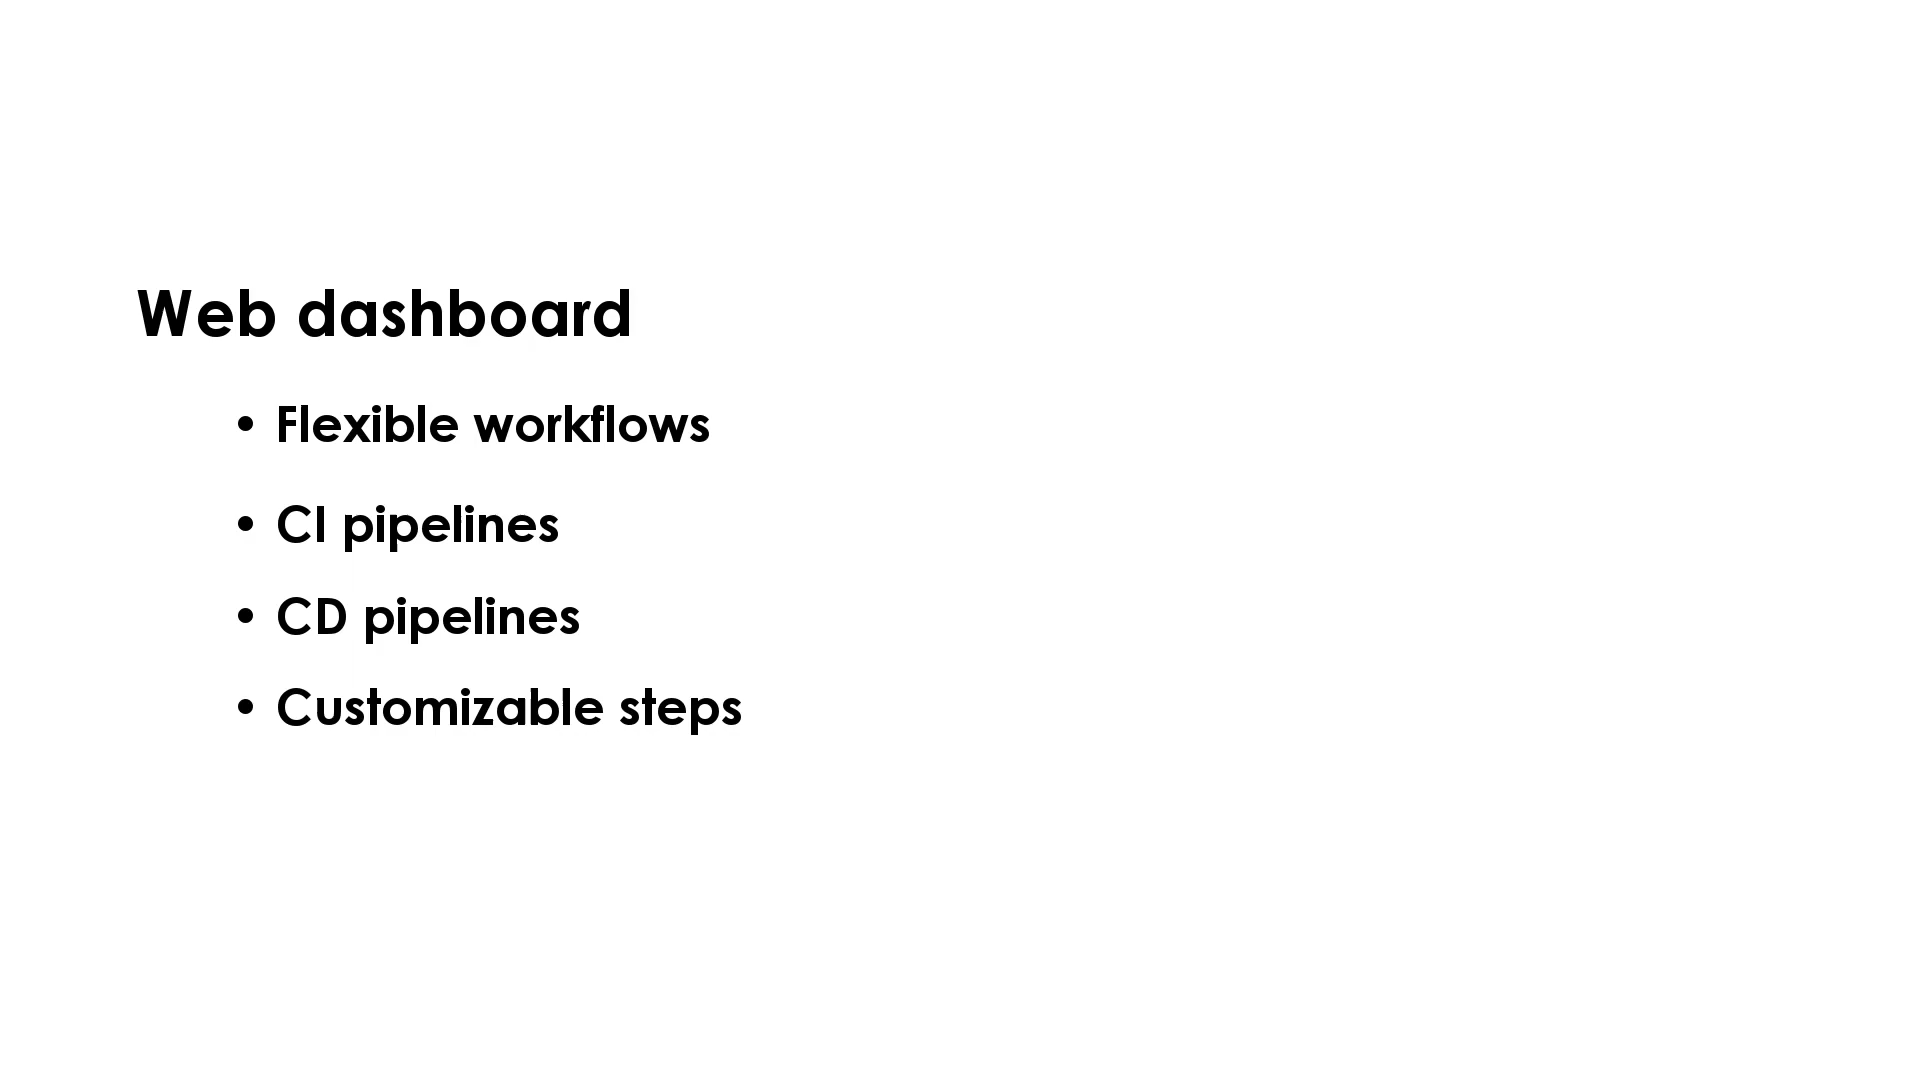 Web dashboard
• Flexible workflows
• CI pipelines
• CD pipelines
• Customizable steps